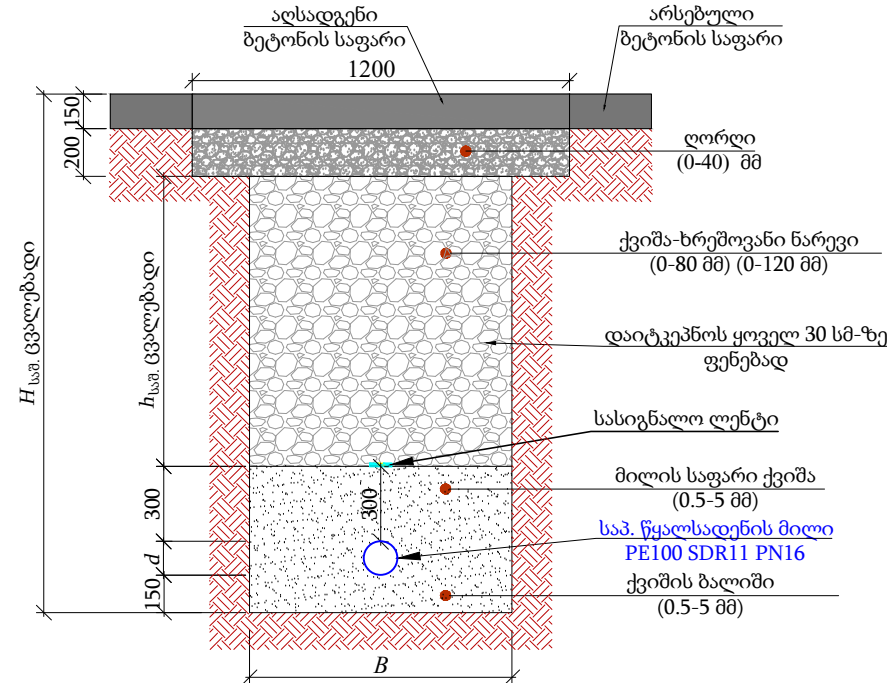 აღსადგენი
ბეტონის საფარი
არსებული
ბეტონის საფარი
1200
150
200
ღორღი
(0-40) მმ
ქვიშა-ხრეშოვანი ნარევი
(0-80 მმ) (0-120 მმ)
დაიტკეპნოს ყოველ 30 სმ-ზე
ფენებად
H საშ. ცვალებადი
h საშ. ცვალებადი
სასიგნალო ლენტი
მილის საფარი ქვიშა
(0.5-5 მმ)
300
300
საპ. წყალსადენის მილი
PE100 SDR11 PN16
d
150
ქვიშის ბალიში
(0.5-5 მმ)
B